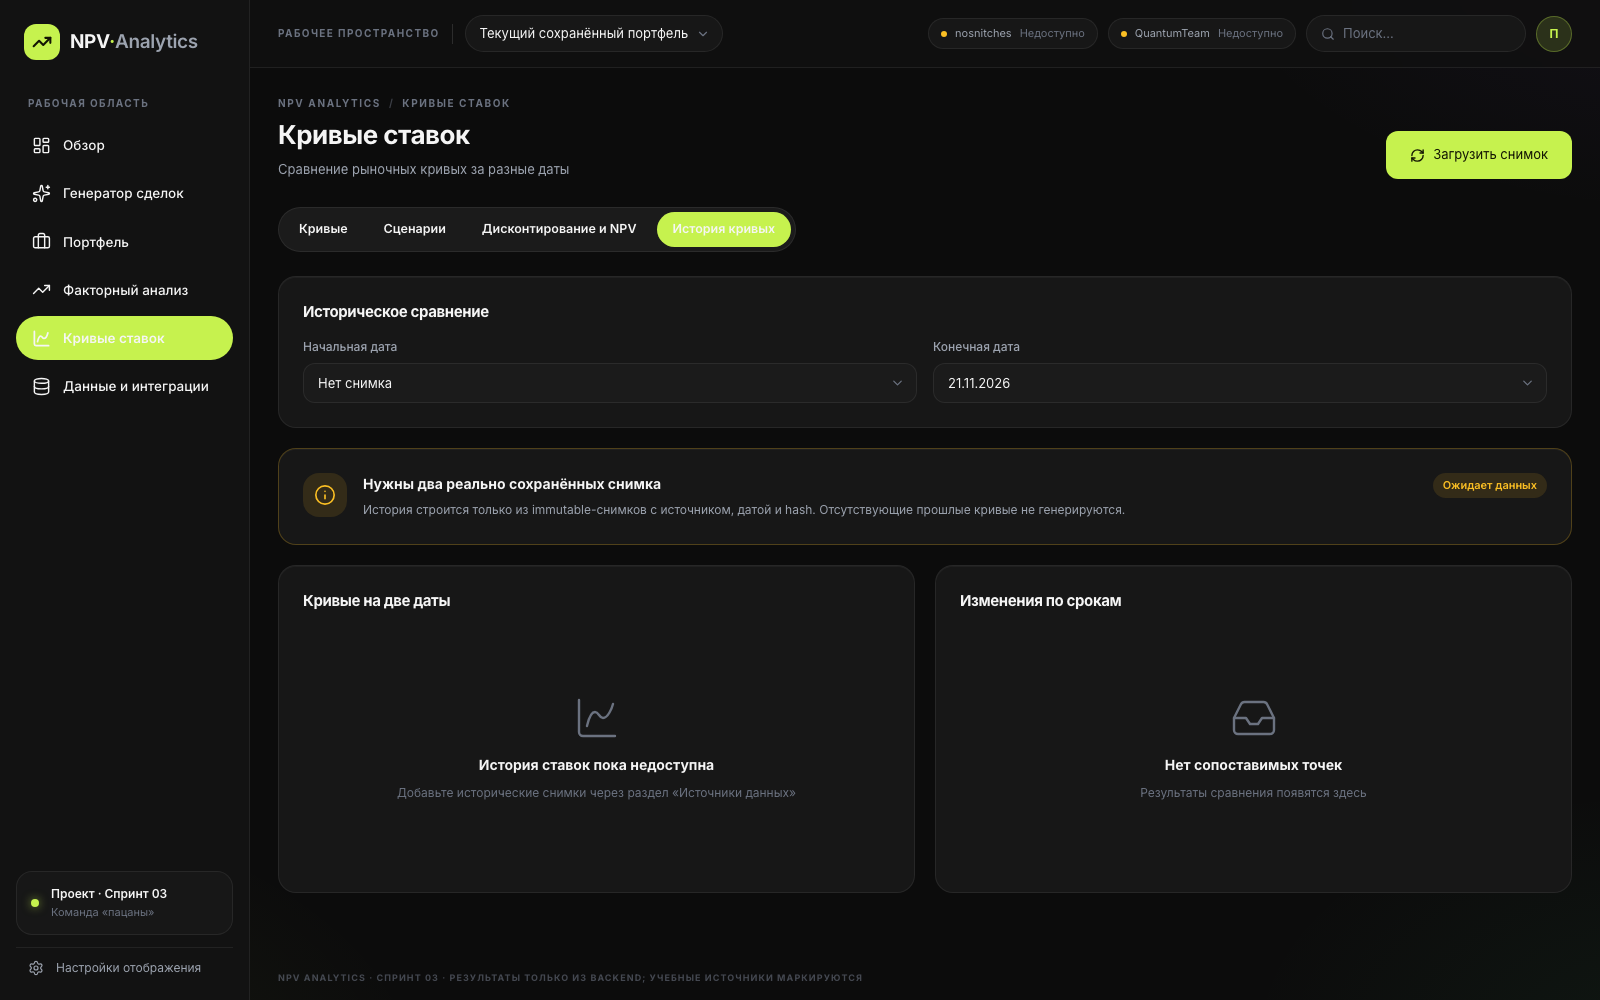 NPV·Analytics
РАБОЧЕЕ ПРОСТРАНСТВО
Текущий сохранённый портфель
nosnitches Недоступно
QuantumTeam Недоступно
Поиск...
П
РАБОЧАЯ ОБЛАСТЬ
Обзор
Генератор сделок
Портфель
Факторный анализ
Кривые ставок
Данные и интеграции
NPV ANALYTICS / КРИВЫЕ СТАВОК
Кривые ставок
Сравнение рыночных кривых за разные даты
Загрузить снимок
Кривые
Сценарии
Дисконтирование и NPV
История кривых
Историческое сравнение
Начальная дата
Нет снимка
Конечная дата
21.11.2026
Нужны два реально сохранённых снимка
Ожидает данных
История строится только из immutable-снимков с источником, датой и hash. Отсутствующие прошлые кривые не генерируются.
Кривые на две даты
История ставок пока недоступна
Добавьте исторические снимки через раздел «Источники данных»
Изменения по срокам
Нет сопоставимых точек
Результаты сравнения появятся здесь
Проект · Спринт 03
Команда «пацаны»
Настройки отображения
NPV ANALYTICS · СПРИНТ 03 · РЕЗУЛЬТАТЫ ТОЛЬКО ИЗ BACKEND; УЧЕБНЫЕ ИСТОЧНИКИ МАРКИРУЮТСЯ